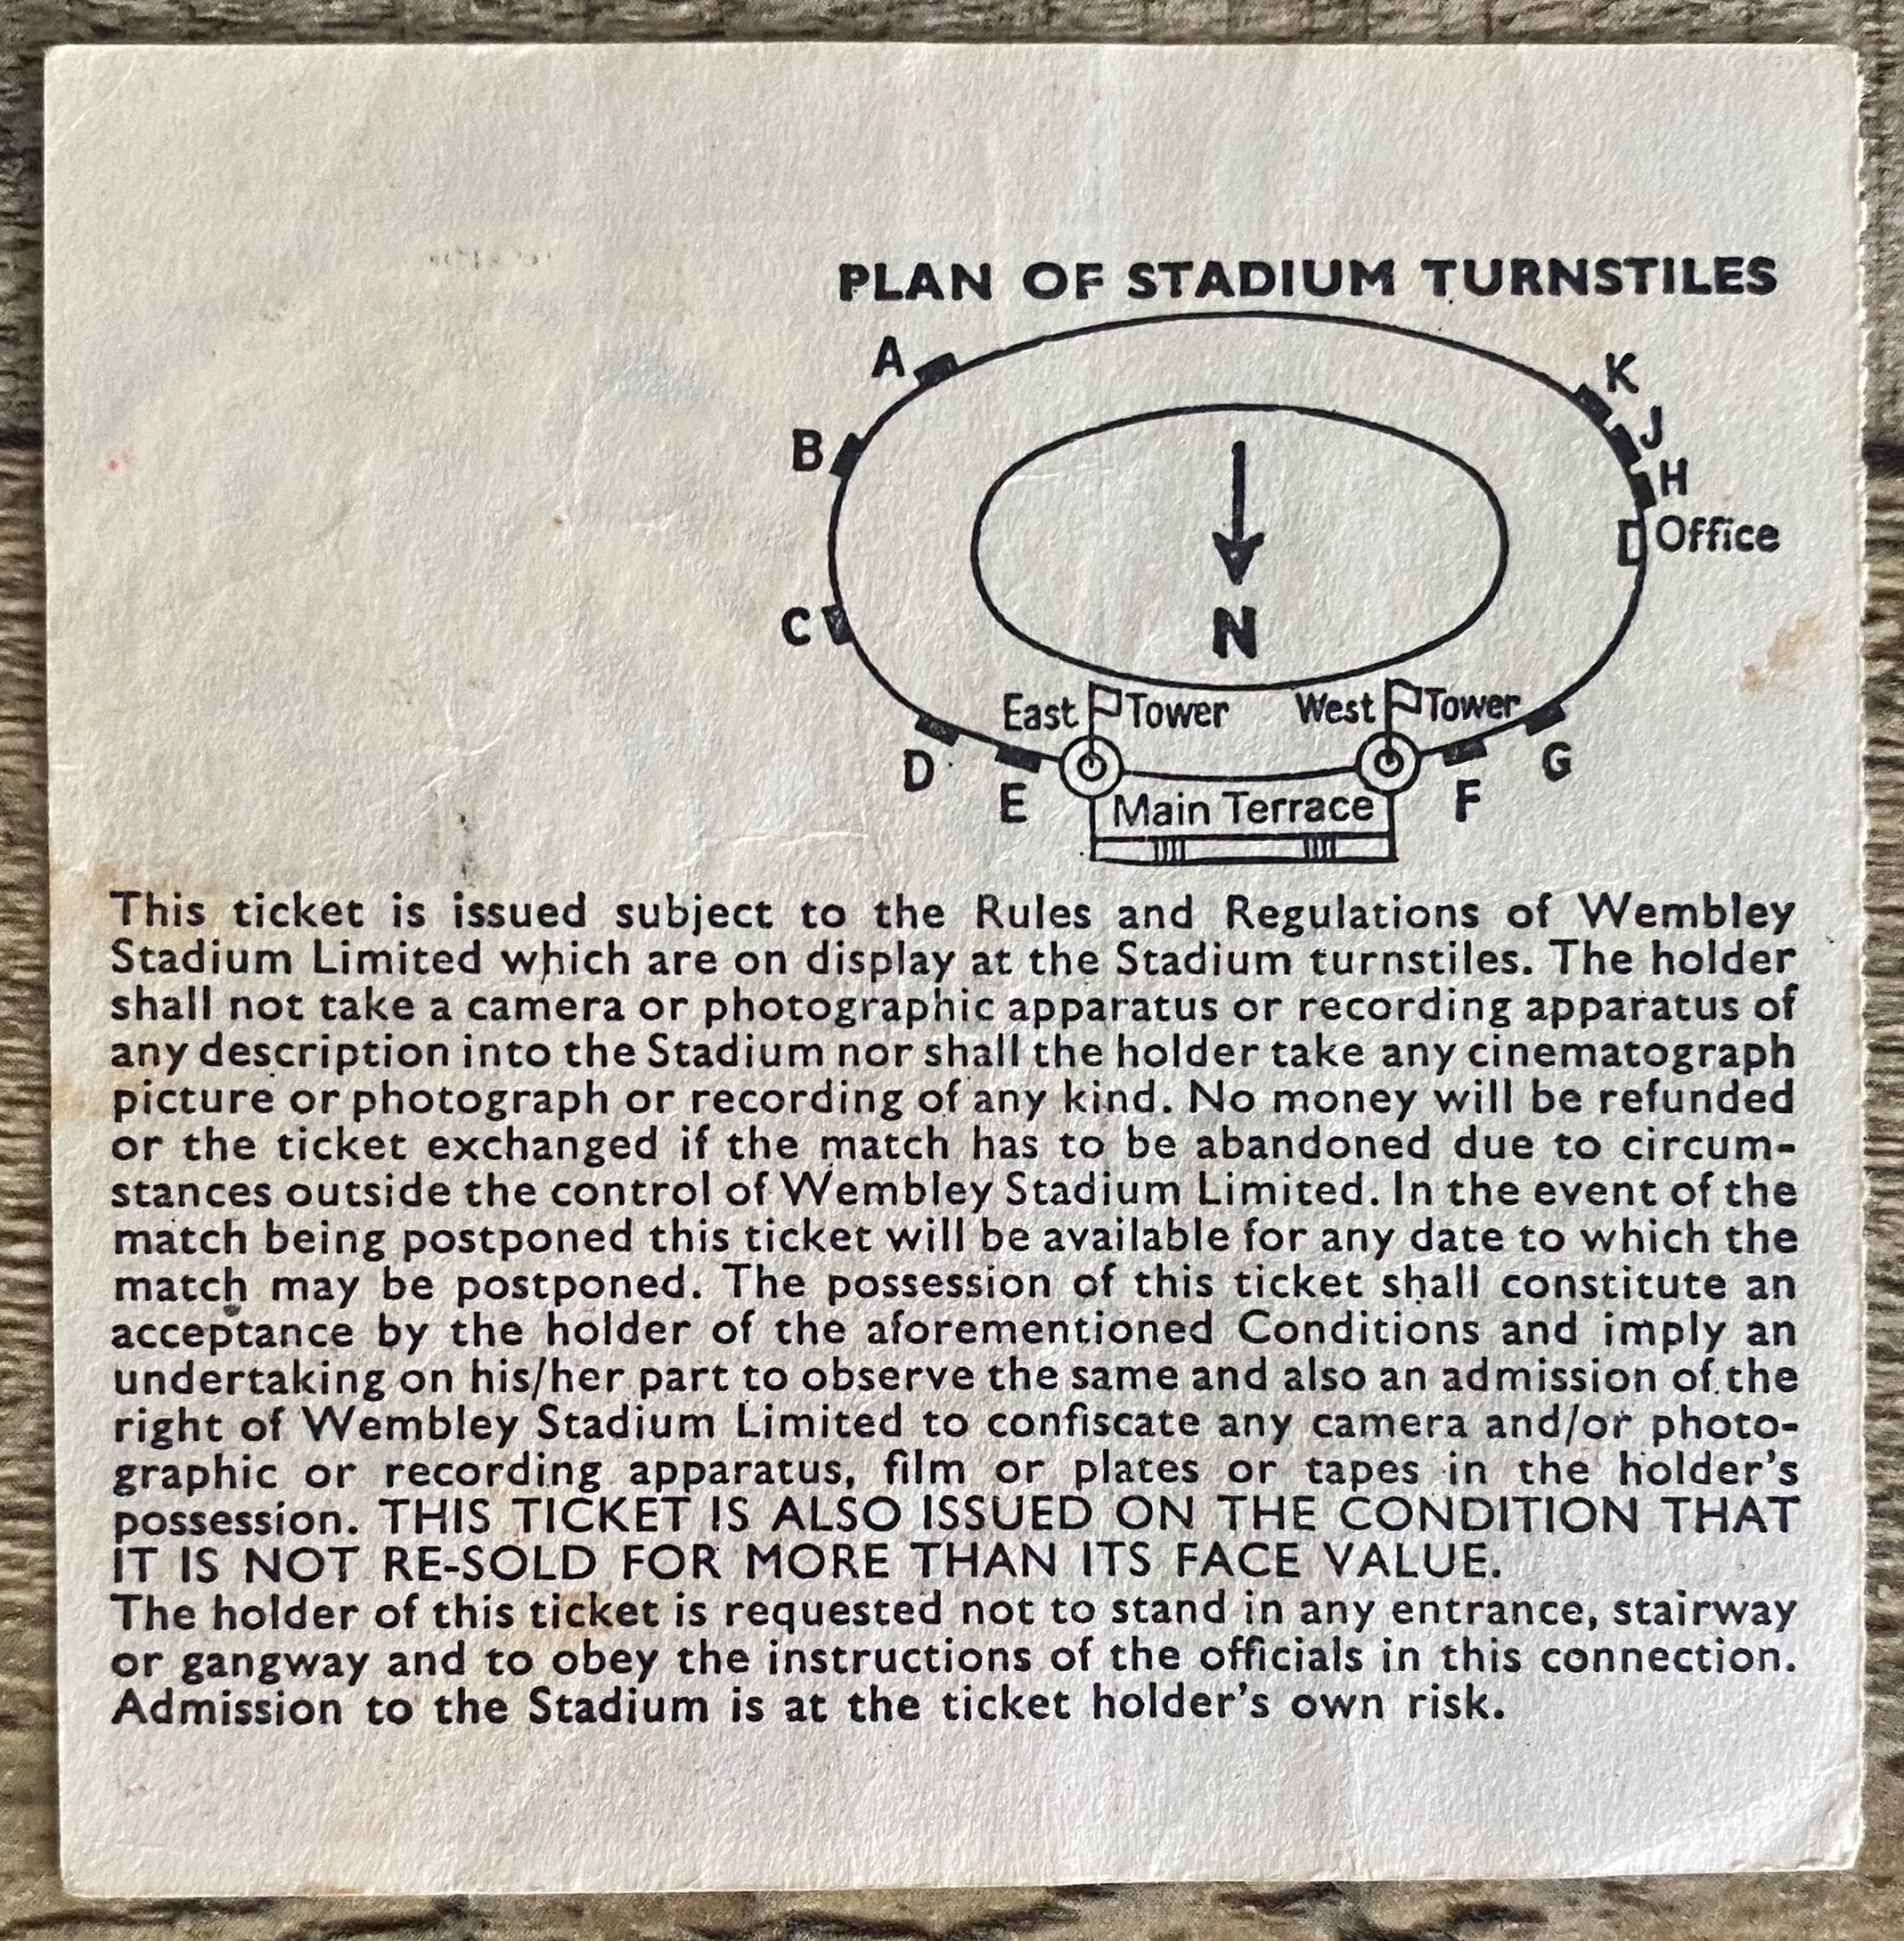 PLAN OF STADIUM TURNSTILES
A
K
B
J
H
Office
C
N
East Tower
West Tower
D
E
F
G
Main Terrace
This ticket is issued subject to the Rules and Regulations of Wembley
Stadium Limited which are on display at the Stadium turnstiles. The holder
shall not take a camera or photographic apparatus or recording apparatus of
any description into the Stadium nor shall the holder take any cinematograph
picture or photograph or recording of any kind. No money will be refunded
or the ticket exchanged if the match has to be abandoned due to circum-
stances outside the control of Wembley Stadium Limited. In the event of the
match being postponed this ticket will be available for any date to which the
match may be postponed. The possession of this ticket shall constitute an
acceptance by the holder of the aforementioned Conditions and imply an
undertaking on his/her part to observe the same and also an admission of the
right of Wembley Stadium Limited to confiscate any camera and/or photo-
graphic or recording apparatus, film or plates or tapes in the holder's
possession. THIS TICKET IS ALSO ISSUED ON THE CONDITION THAT
IT IS NOT RE-SOLD FOR MORE THAN ITS FACE VALUE.
The holder of this ticket is requested not to stand in any entrance, stairway
or gangway and to obey the instructions of the officials in this connection.
Admission to the Stadium is at the ticket holder's own risk.